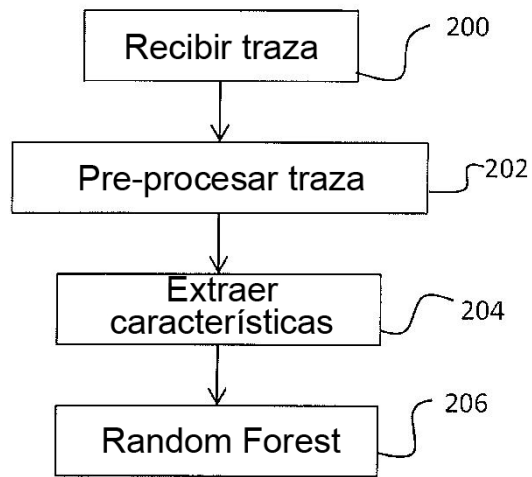 Recibir traza
200
Pre-procesar traza
202
Extraer
características
204
Random Forest
206